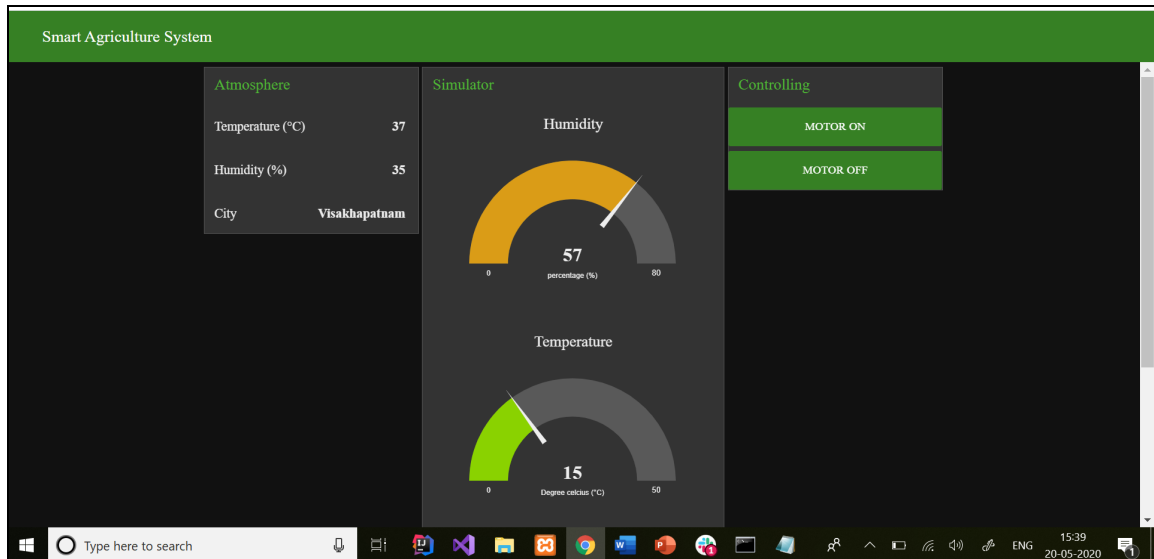 Smart Agriculture System
Atmosphere
Temperature (°C) 37
Humidity (%) 35
City Visakhapatnam
Simulator
Humidity
57
percentage (%)
0 80
Temperature
15
Degree celcius (°C)
0 50
Controlling
MOTOR ON
MOTOR OFF
Type here to search
ENG
15:39
20-05-2020
1